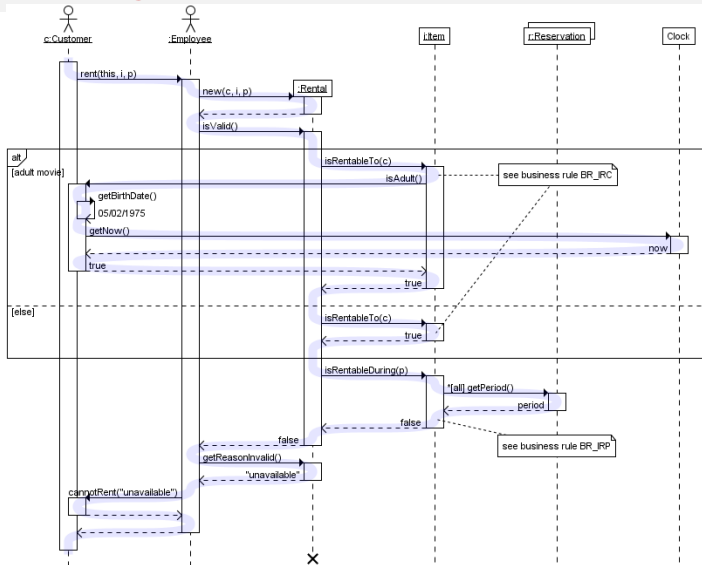 c:Customer
:Employee
i:Item
r:Reservation
Clock
rent(this, i, p)
new(c, i, p)
:Rental
isValid()
alt
[adult movie]
isRentableTo(c)
see business rule BR_IRC
isAdult()
getBirthDate()
05/02/1975
getNow()
now
true
true
[else]
isRentableTo(c)
true
isRentableDuring(p)
*[all] getPeriod()
period
false
false
see business rule BR_IRP
getReasonInvalid()
"unavailable"
cannotRent("unavailable")